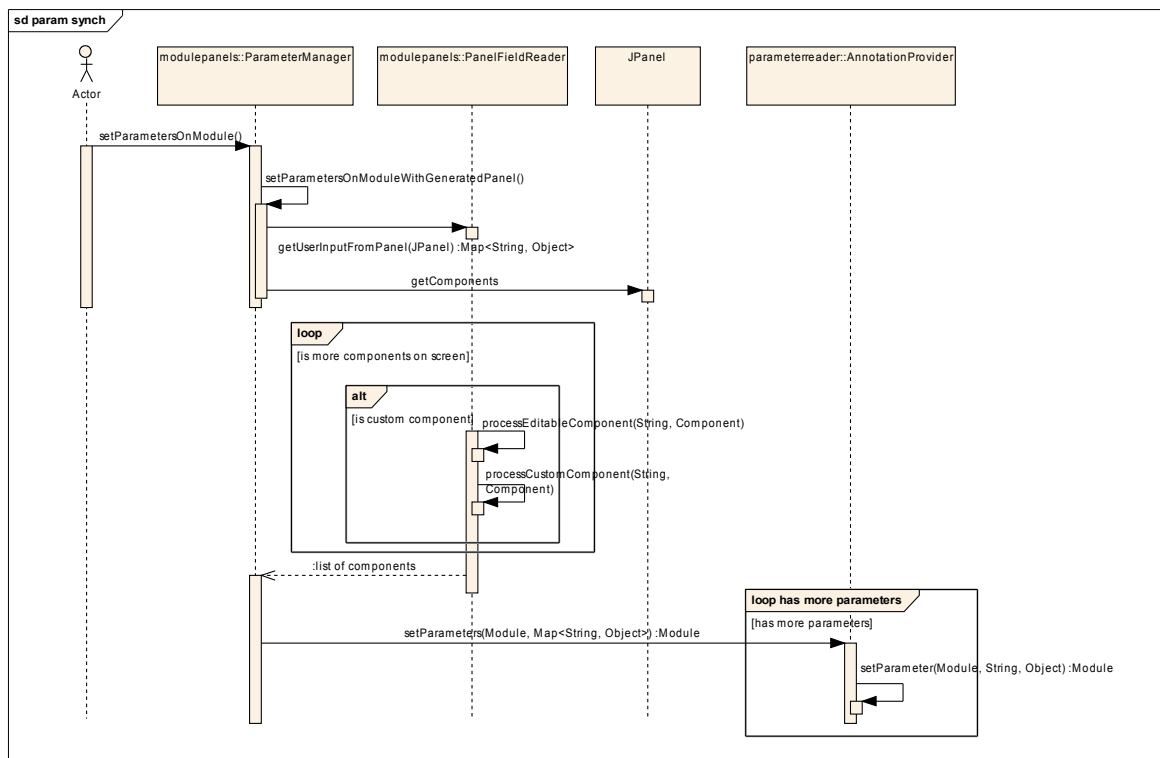 sd param synch
Actor
modulepanels::ParameterManager
modulepanels::PanelFieldReader
JPanel
parameterreader::AnnotationProvider
setParametersOnModule()
setParametersOnModuleWithGeneratedPanel()
getUserInputFromPanel(JPanel) :Map<String, Object>
getComponents
loop
[is more components on screen]
alt
[is custom component]
processEditableComponent(String, Component)
processCustomComponent(String,
Component)
:list of components
loop has more parameters
[has more parameters]
setParameters(Module, Map<String, Object>) :Module
setParameter(Module, String, Object) :Module